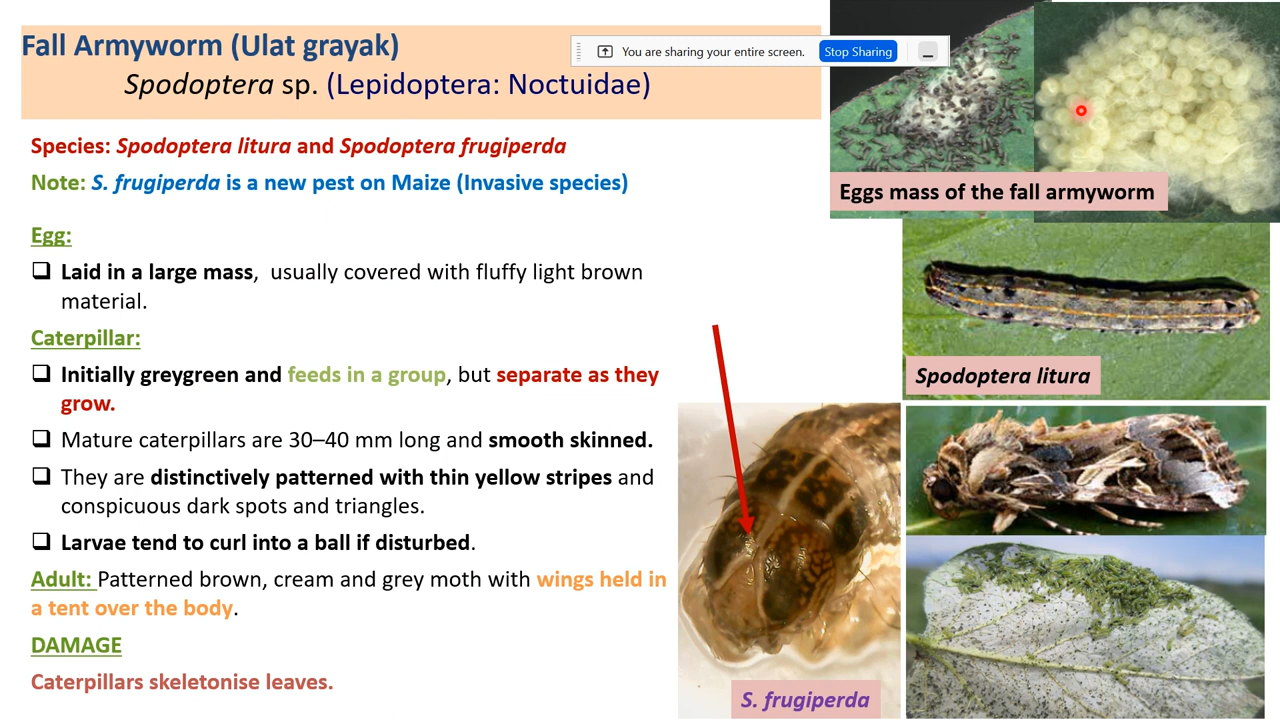 Fall Armyworm (Ulat grayak)
Spodoptera sp. (Lepidoptera: Noctuidae)
You are sharing your entire screen. Stop Sharing
Species: Spodoptera litura and Spodoptera frugiperda
Note: S. frugiperda is a new pest on Maize (Invasive species)
Eggs mass of the fall armyworm
Egg:
Laid in a large mass, usually covered with fluffy light brown
material.
Caterpillar:
Initially greygreen and feeds in a group, but separate as they
grow.
Mature caterpillars are 30–40 mm long and smooth skinned.
They are distinctively patterned with thin yellow stripes and
conspicuous dark spots and triangles.
Larvae tend to curl into a ball if disturbed.
Adult: Patterned brown, cream and grey moth with wings held in
a tent over the body.
DAMAGE
Caterpillars skeletonise leaves.
Spodoptera litura
S. frugiperda